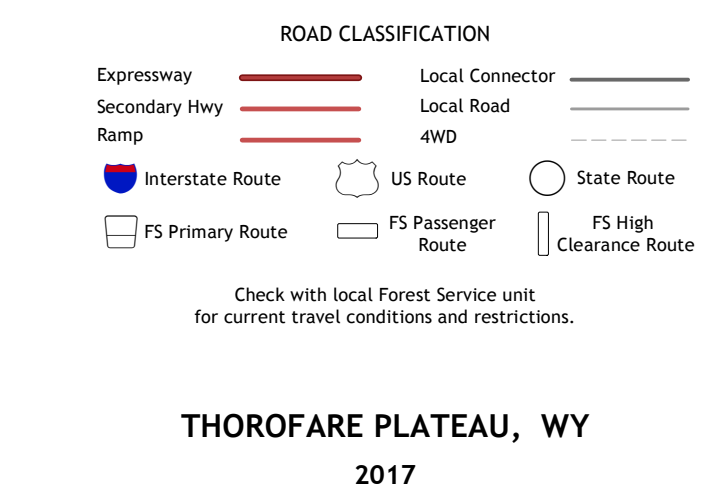 ROAD CLASSIFICATION
Expressway
Local Connector
Secondary Hwy
Local Road
Ramp
4WD
Interstate Route
US Route
State Route
FS Primary Route
FS Passenger
Route
FS High
Clearance Route
Check with local Forest Service unit
for current travel conditions and restrictions.
THOROFARE PLATEAU, WY
2017